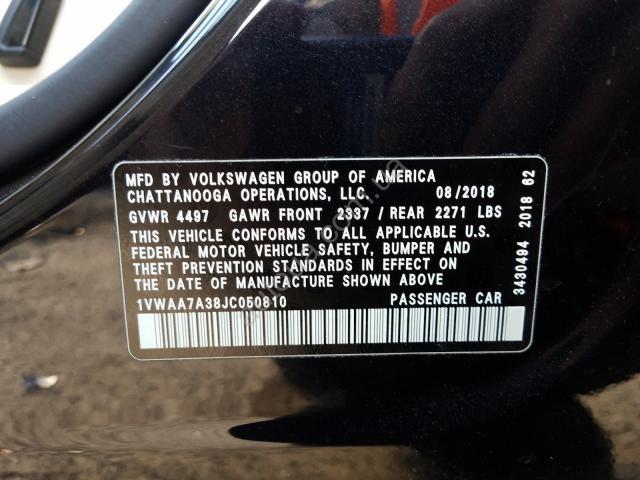 MFD BY VOLKSWAGEN GROUP OF AMERICA
CHATTANOOGA OPERATIONS, LLC 08/2018
GVWR 4497 GAWR FRONT 2337 / REAR 2271 LBS
THIS VEHICLE CONFORMS TO ALL APPLICABLE U.S.
FEDERAL MOTOR VEHICLE SAFETY, BUMPER AND
THEFT PREVENTION STANDARDS IN EFFECT ON
THE DATE OF MANUFACTURE SHOWN ABOVE
1VWAA7A38JC050810 PASSENGER CAR
3430494 2018 62